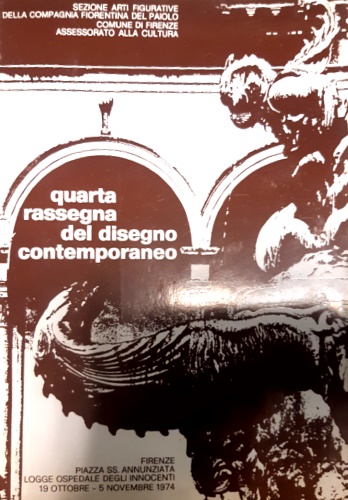 SEZIONE ARTI FIGURATIVE
DELLA COMPAGNIA FIORENTINA DEL PAIOLO
COMUNE DI FIRENZE
ASSESSORATO ALLA CULTURA
quarta
rassegna
del disegno
contemporaneo
FIRENZE
PIAZZA SS. ANNUNZIATA
LOGGE OSPEDALE DEGLI INNOCENTI
19 OTTOBRE - 5 NOVEMBRE 1974